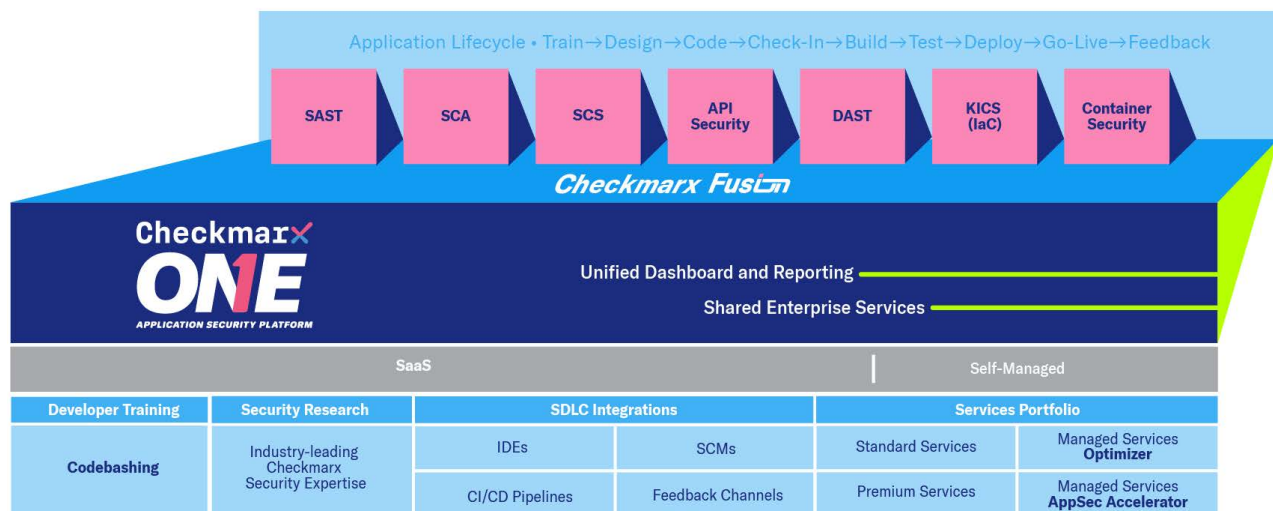 Application Lifecycle • Train→Design→Code→Check-In→Build→Test→Deploy→Go-Live→Feedback
SAST
SCA
SCS
API
Security
DAST
KICS
(IaC)
Container
Security
Checkmarx Fusion
Checkmarx
ONE
APPLICATION SECURITY PLATFORM
Unified Dashboard and Reporting
Shared Enterprise Services
SaaS
Self-Managed
Developer Training
Security Research
SDLC Integrations
Services Portfolio
Codebashing
Industry-leading
Checkmarx
Security Expertise
IDEs
SCMs
Standard Services
Managed Services
Optimizer
CI/CD Pipelines
Feedback Channels
Premium Services
Managed Services
AppSec Accelerator